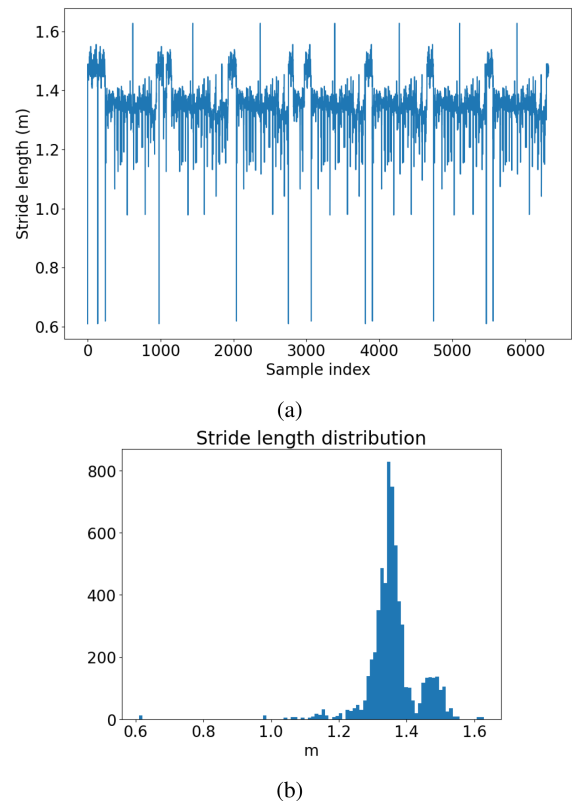 1.6
1.4
1.2
1.0
0.8
0.6
Stride length (m)
0 1000 2000 3000 4000 5000 6000
Sample index
(a)
Stride length distribution
800
600
400
200
0
0.6 0.8 1.0 1.2 1.4 1.6
m
(b)